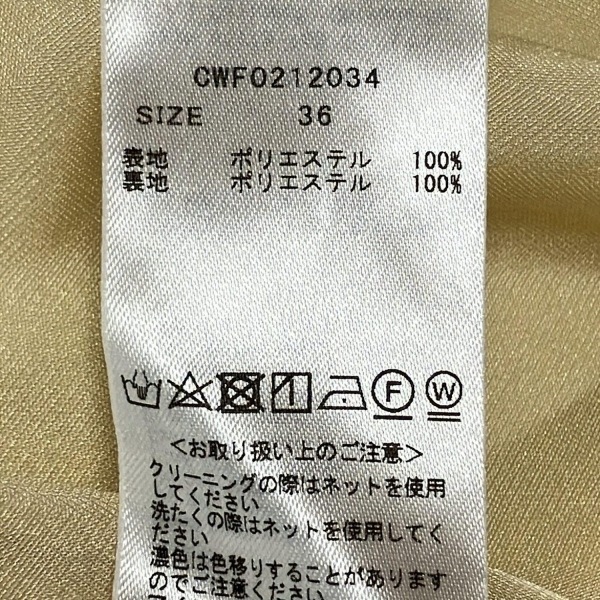 CWF0212034
SIZE 36
表地 ポリエステル 100%
裏地 ポリエステル 100%
F W
<お取り扱い上のご注意>
クリーニングの際はネットを使用
してください
洗たくの際はネットを使用してく
ださい
濃色は色移りすることがあります
のでご注意ください